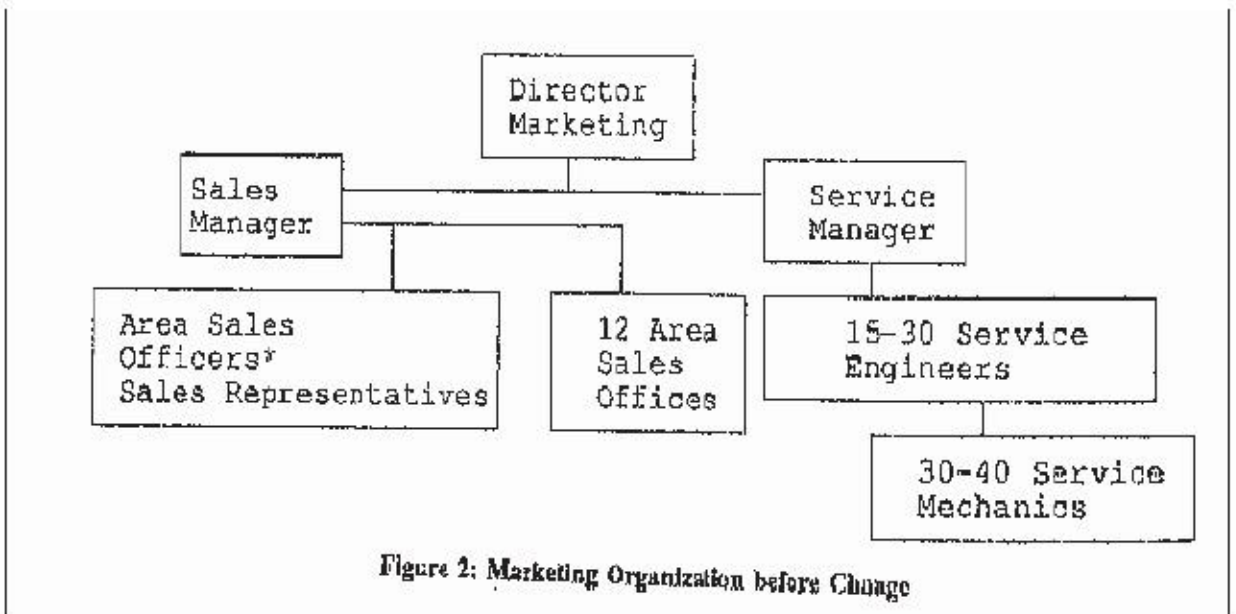 Director
Marketing
Sales
Manager
Service
Manager
Area Sales
Officers*
Sales Representatives
12 Area
Sales
Offices
15-30 Service
Engineers
30-40 Service
Mechanics
Figure 2: Marketing Organization before Change